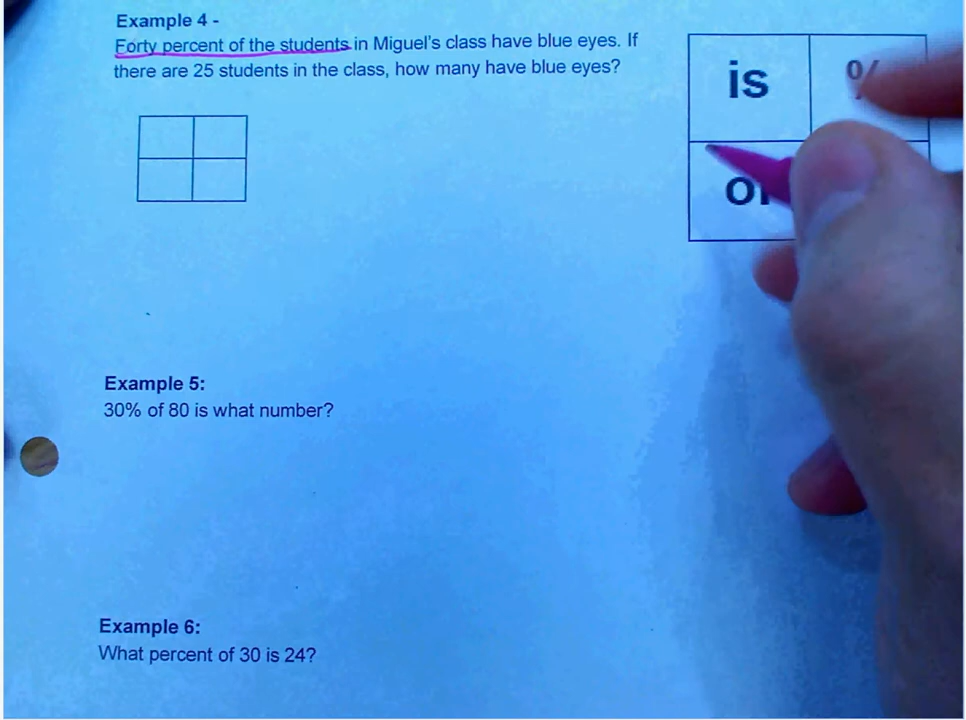 Example 4 -
Forty percent of the students in Miguel's class have blue eyes. If
there are 25 students in the class, how many have blue eyes?
is %
Example 5:
30% of 80 is what number?
Example 6:
What percent of 30 is 24?